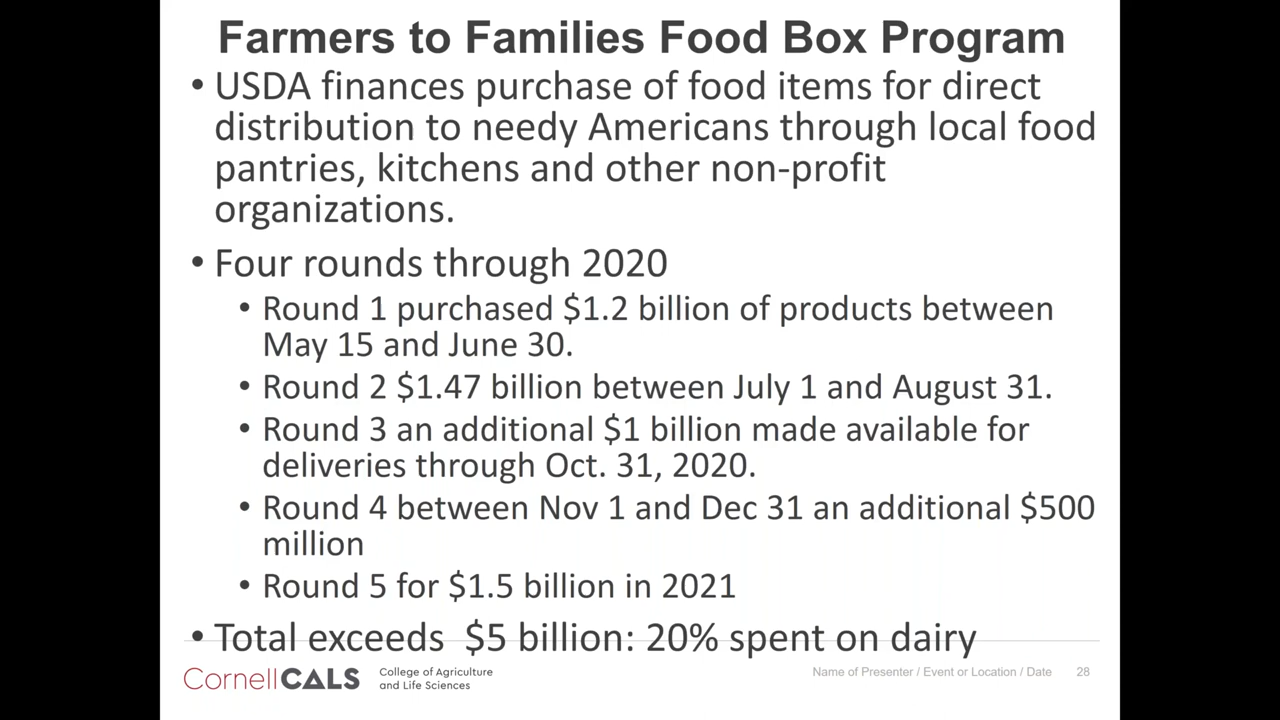 Farmers to Families Food Box Program
• USDA finances purchase of food items for direct
distribution to needy Americans through local food
pantries, kitchens and other non-profit
organizations.
• Four rounds through 2020
• Round 1 purchased $1.2 billion of products between
May 15 and June 30.
• Round 2 $1.47 billion between July 1 and August 31.
• Round 3 an additional $1 billion made available for
deliveries through Oct. 31, 2020.
• Round 4 between Nov 1 and Dec 31 an additional $500
million
• Round 5 for $1.5 billion in 2021
• Total exceeds $5 billion: 20% spent on dairy
CornellCALS
College of Agriculture
and Life Sciences
Name of Presenter / Event or Location / Date 28